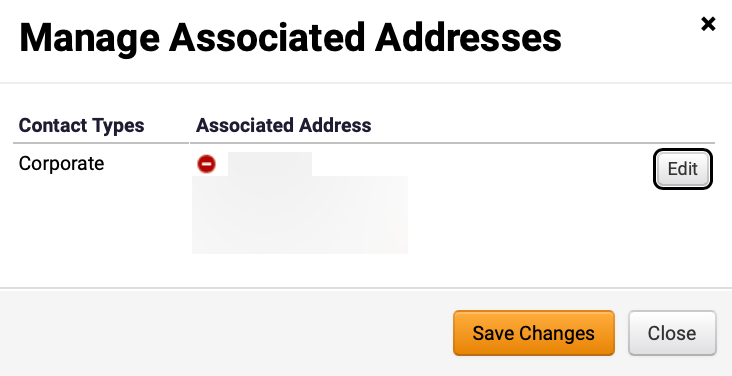 Manage Associated Addresses
Contact Types Associated Address
Corporate Edit
Save Changes Close